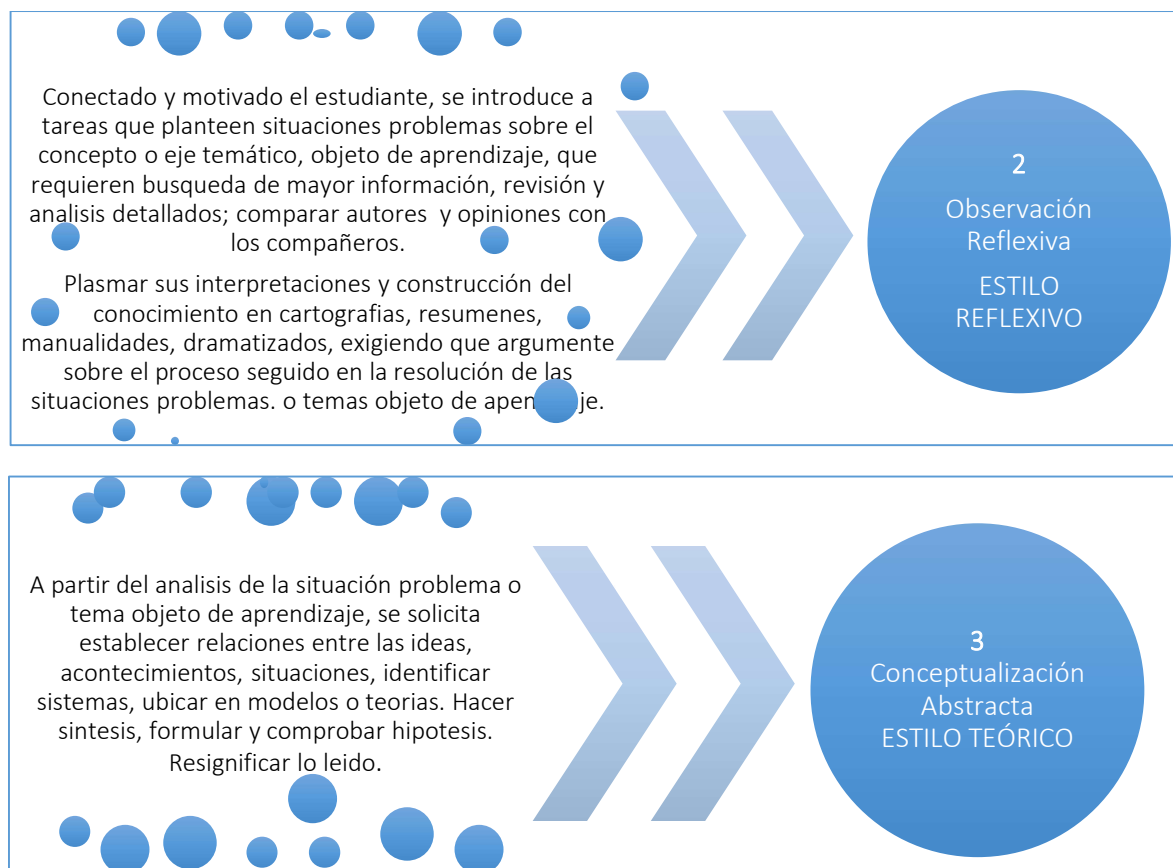 Conectado y motivado el estudiante, se introduce a
tareas que planteen situaciones problemas sobre el
concepto o eje temático, objeto de aprendizaje, que
requieren busqueda de mayor información, revisión y
analisis detallados; comparar autores y opiniones con
los compañeros.
Plasmar sus interpretaciones y construcción del
conocimiento en cartografias, resumenes,
manualidades, dramatizados, exigiendo que argumente
sobre el proceso seguido en la resolución de las
situaciones problemas. o temas objeto de
2
Observación
Reflexiva
ESTILO
REFLEXIVO
A partir del analisis de la situación problema o
tema objeto de aprendizaje, se solicita
establecer relaciones entre las ideas,
acontecimientos, situaciones, identificar
sistemas, ubicar en modelos o teorias. Hacer
sintesis, formular y comprobar hipotesis.
Resignificar lo leido.
3
Conceptualización
Abstracta
ESTILO TEÓRICO